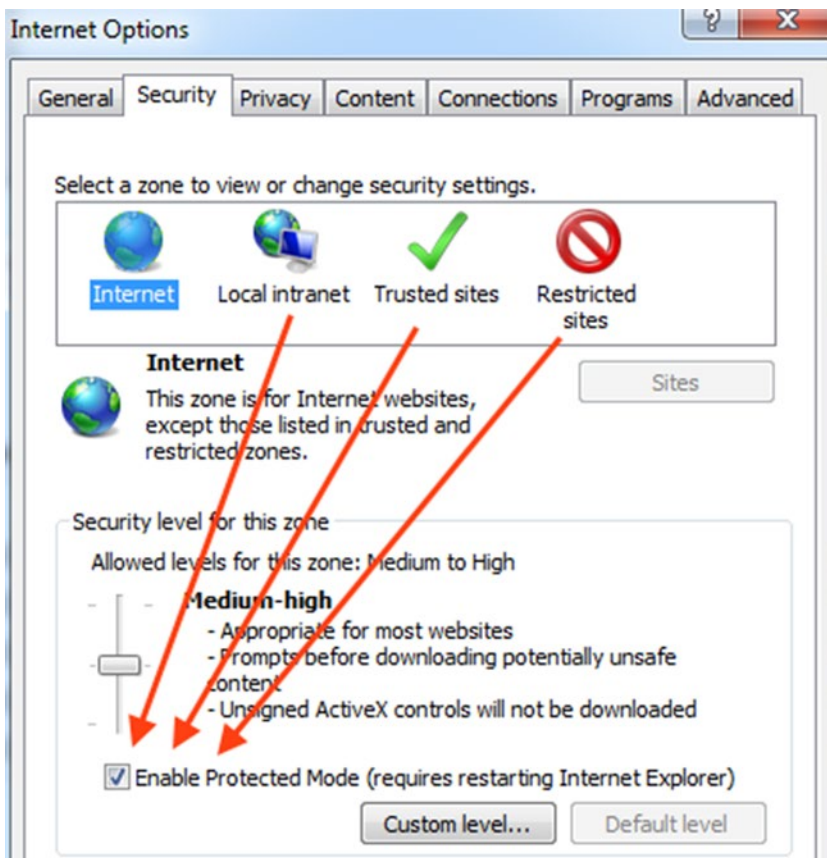 Internet Options
?
X
General Security Privacy Content Connections Programs Advanced
Select a zone to view or change security settings.
Internet Local intranet Trusted sites Restricted
sites
Internet
Sites
This zone is for Internet websites,
except those listed in trusted and
restricted zones.
Security level for this zone
Allowed levels for this zone: Medium to High
Medium-high
- Appropriate for most websites
- Prompts before downloading potentially unsafe
content
- Unsigned ActiveX controls will not be downloaded
Enable Protected Mode (requires restarting Internet Explorer)
Custom level... Default level